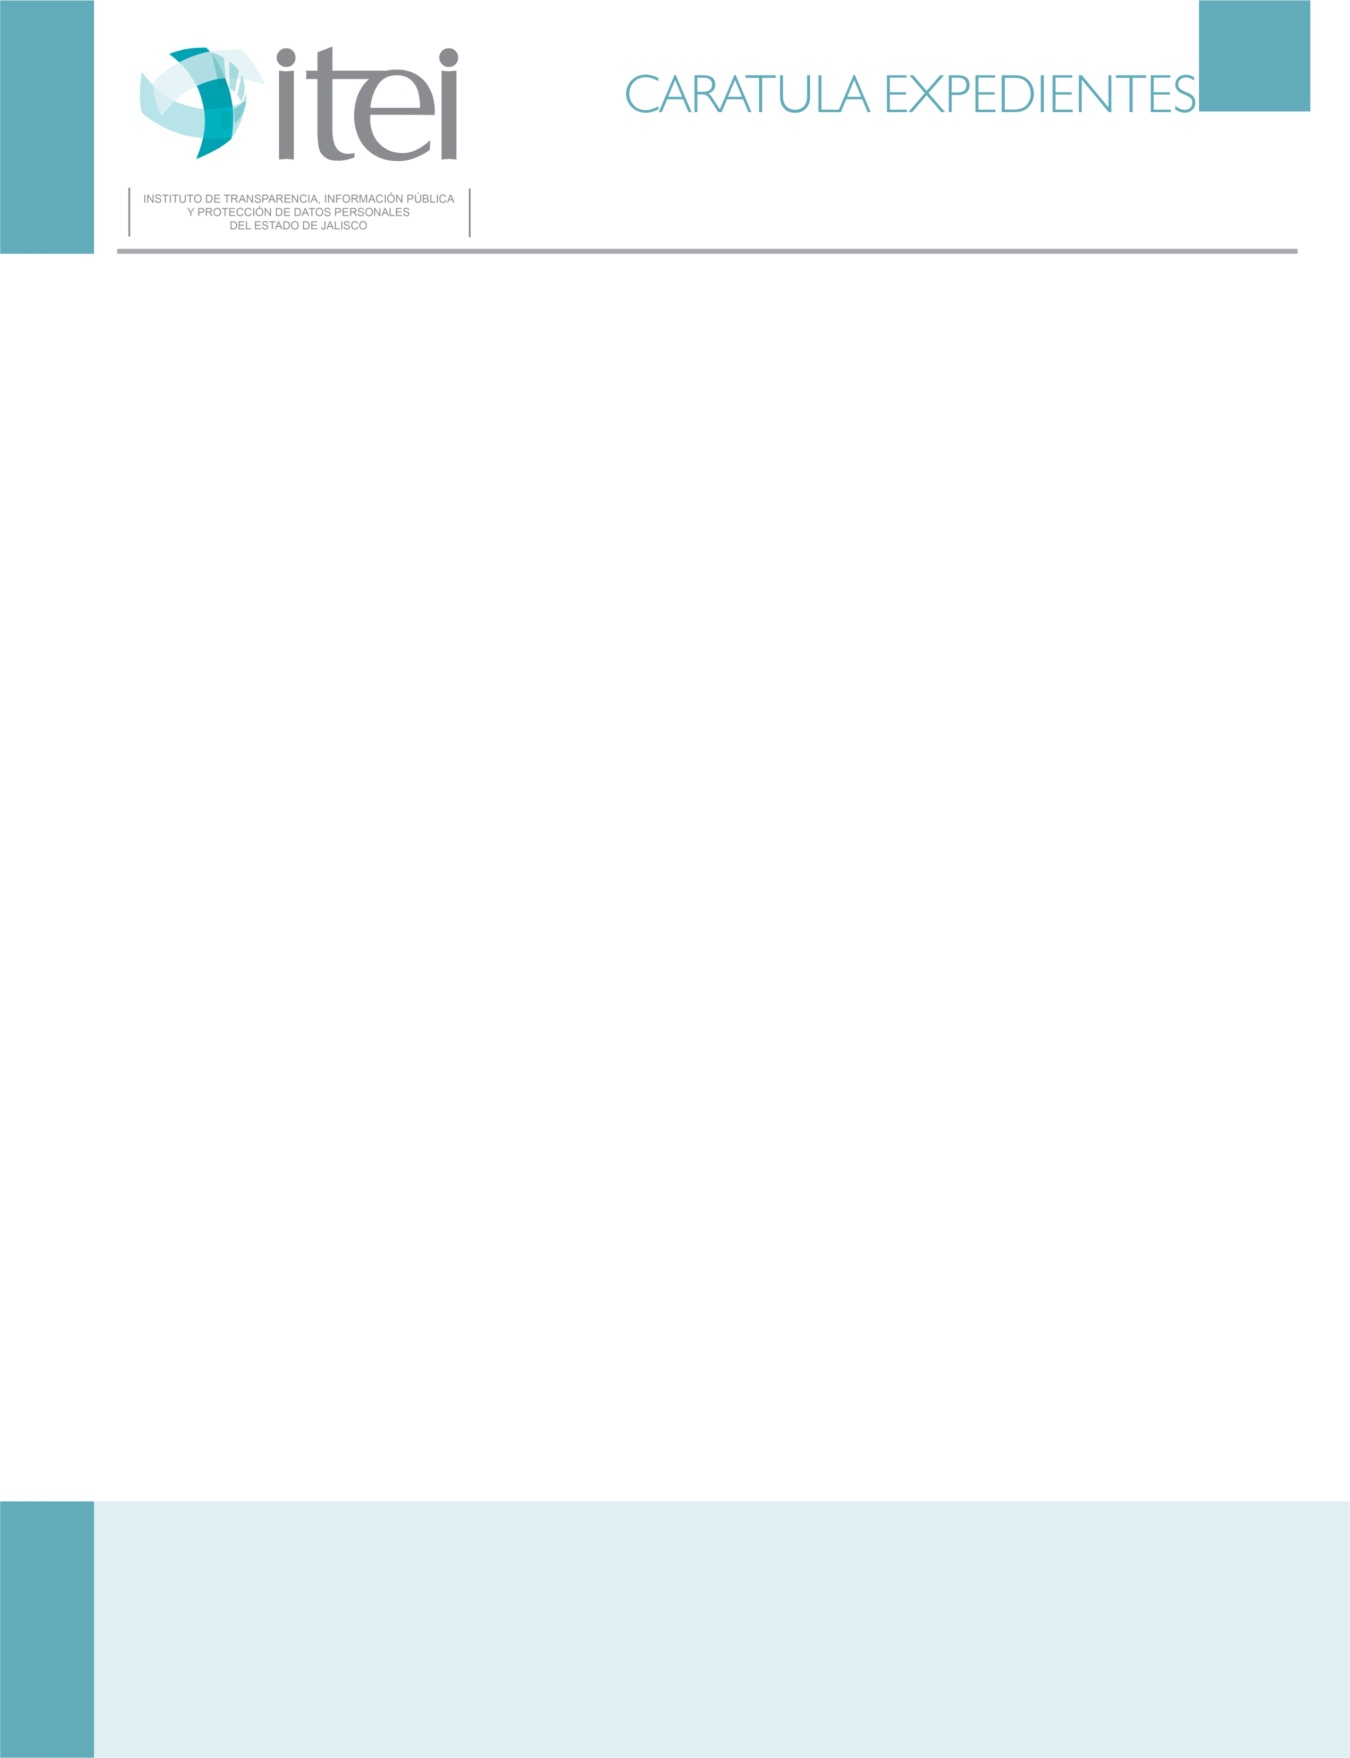 itei
CARATULA EXPEDIENTES
INSTITUTO DE TRANSPARENCIA, INFORMACIÓN PÚBLICA
Y PROTECCIÓN DE DATOS PERSONALES
DEL ESTADO DE JALISCO